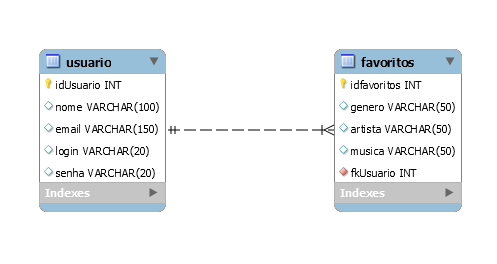 usuario
idUsuario INT
nome VARCHAR(100)
email VARCHAR(150)
login VARCHAR(20)
senha VARCHAR(20)
Indexes
favoritos
idfavoritos INT
genero VARCHAR(50)
artista VARCHAR(50)
musica VARCHAR(50)
fkUsuario INT
Indexes